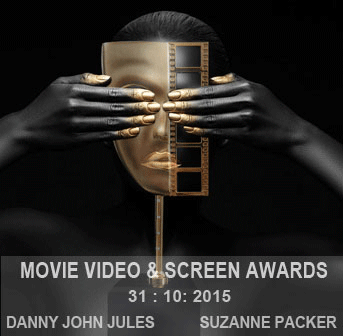 MOVIE VIDEO & SCREEN AWARDS
31 : 10: 2015
DANNY JOHN JULES SUZANNE PACKER